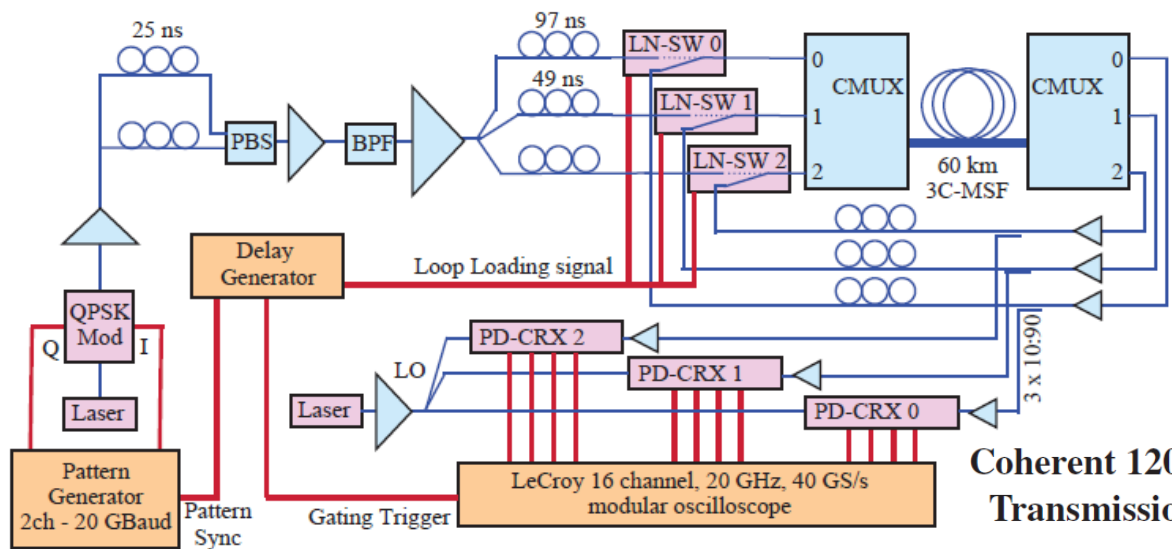 25 ns
97 ns
49 ns
LN-SW 0
LN-SW 1
LN-SW 2
0
1
2
CMUX
60 km
3C-MSF
CMUX
0
1
2
PBS
BPF
Delay
Generator
Loop Loading signal
QPSK
Mod
Q
I
Laser
Pattern
Generator
2ch - 20 GBaud
Pattern
Sync
Gating Trigger
Laser
LO
PD-CRX 2
PD-CRX 1
PD-CRX 0
3 x 10:90
LeCroy 16 channel, 20 GHz, 40 GS/s
modular oscilloscope
Coherent 120
Transmissio